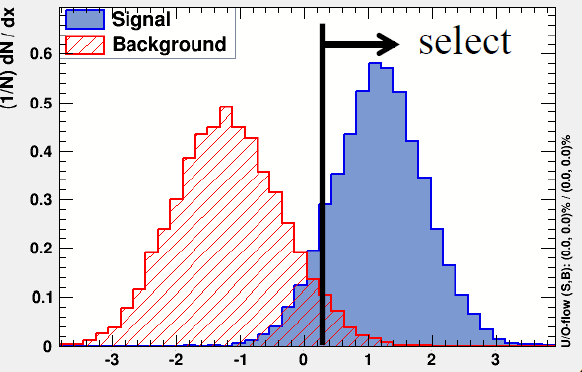 Signal
Background
select
(1/N) dN / dx
0.6
0.5
0.4
0.3
0.2
0.1
0
-3
-2
-1
0
1
2
3
U/O-flow (S,B): (0.0, 0.0)% / (0.0, 0.0)%